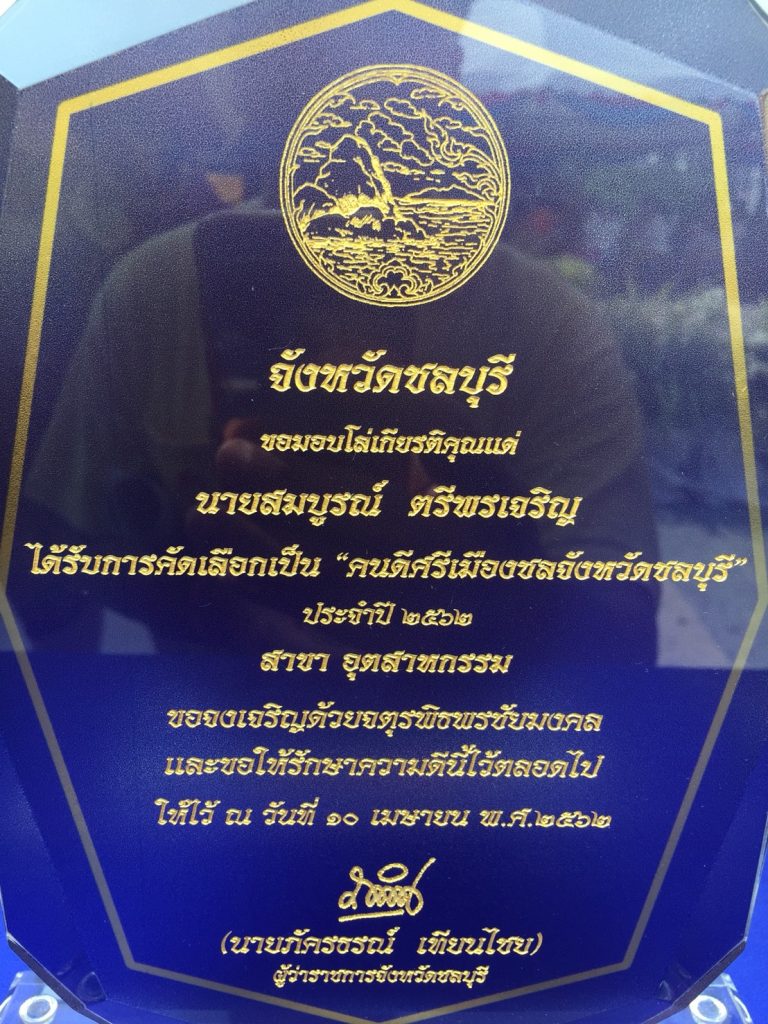 จังหวัดชลบุรี
ขอมอบโล่เกียรติคุณแด่
นายสมบูรณ์ ตรีพรเจริญ
ได้รับการคัดเลือกเป็น “คนดีศรีเมืองชลจังหวัดชลบุรี”
ประจำปี ๒๕๖๒
สาขา อุตสาหกรรม
ขอจงเจริญด้วยจตุรพิธพรชัยมงคล
และขอให้รักษาความดีนี้ไว้ตลอดไป
ให้ไว้ ณ วันที่ ๑๐ เมษายน พ.ศ.๒๕๖๒
(นายภัครธรณ์ เทียนไชย)
ผู้ว่าราชการจังหวัดชลบุรี